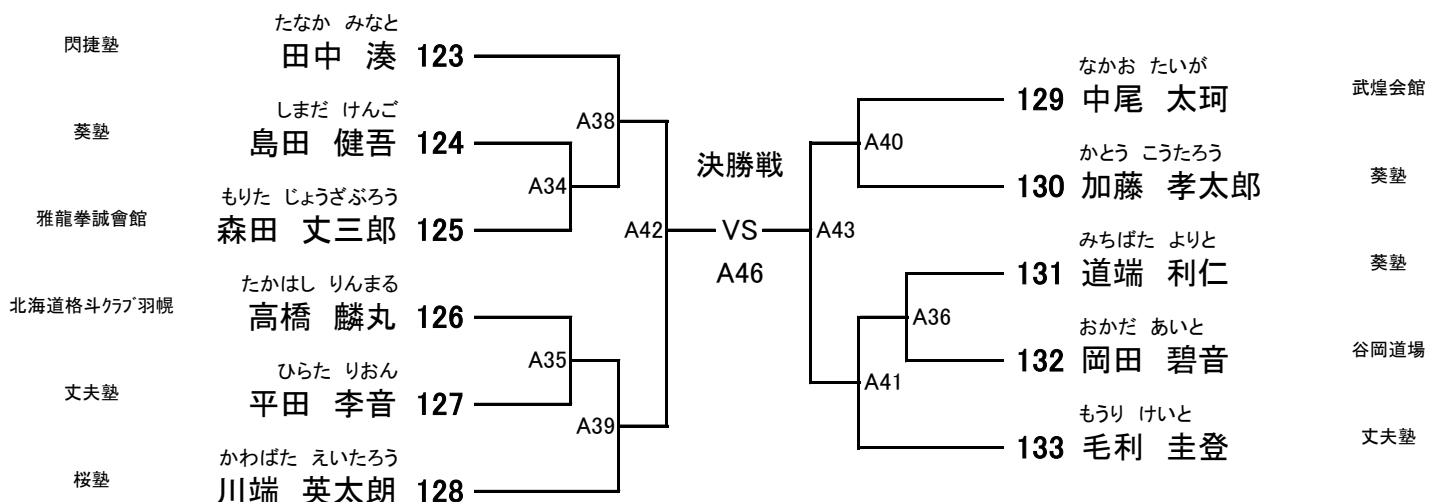 たなか みなと
閃捷塾 田中 湊 123
しまだ けんご
葵塾 島田 健吾 124
もりた じょうざぶろう
雅龍拳誠會館 森田 丈三郎 125
たかはし りんまる
北海道格斗クラブ羽幌 高橋 麟丸 126
ひらた りおん
丈夫塾 平田 李音 127
かわばた えいたろう
桜塾 川端 英太朗 128
A38
A34
A42
A35
A39
決勝戦
VS
A46
A40
A43
A36
A41
なかお たいが
129 中尾 太珂 武煌会館
かとう こうたろう
130 加藤 孝太郎 葵塾
みちばた よりと
131 道端 利仁 葵塾
おかだ あいと
132 岡田 碧音 谷岡道場
もうり けいと
133 毛利 圭登 丈夫塾